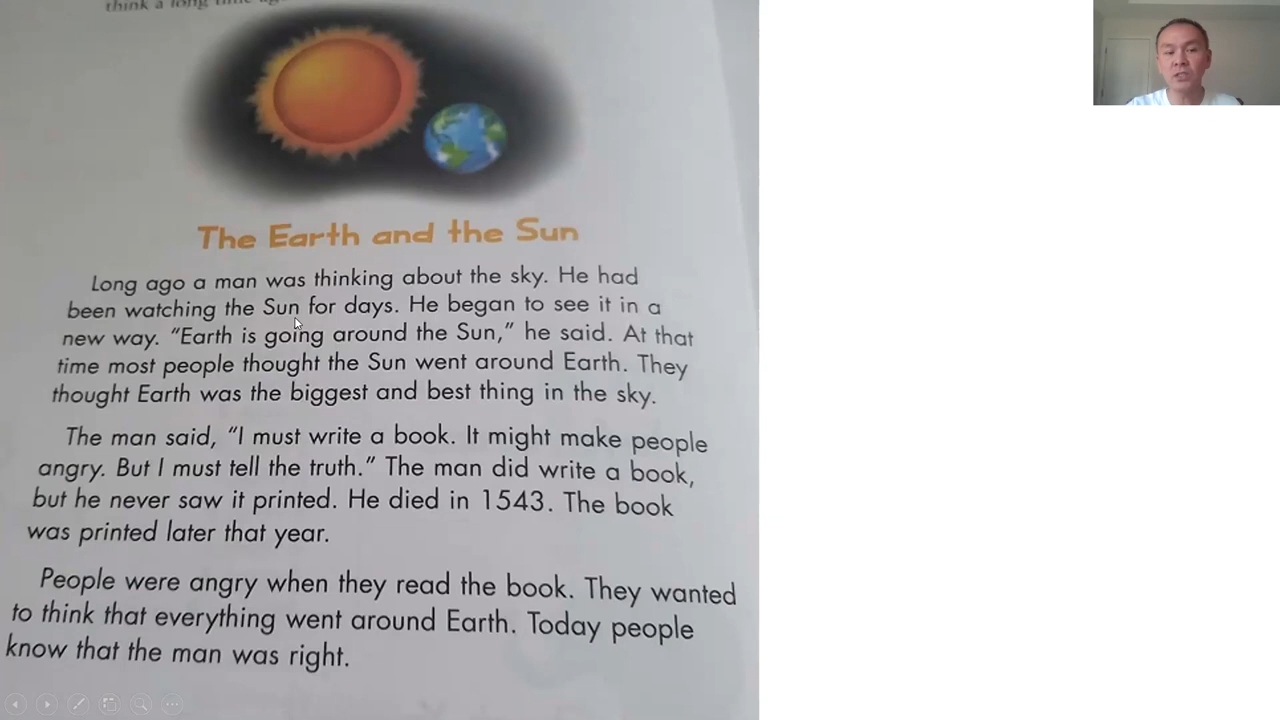 think a long time ag
The Earth and the Sun
Long ago a man was thinking about the sky. He had
been watching the Sun for days. He began to see it in a
new way. “Earth is going around the Sun,” he said. At that
time most people thought the Sun went around Earth. They
thought Earth was the biggest and best thing in the sky.
The man said, “I must write a book. It might make people
angry. But I must tell the truth.” The man did write a book,
but he never saw it printed. He died in 1543. The book
was printed later that year.
People were angry when they read the book. They wanted
to think that everything went around Earth. Today people
know that the man was right.